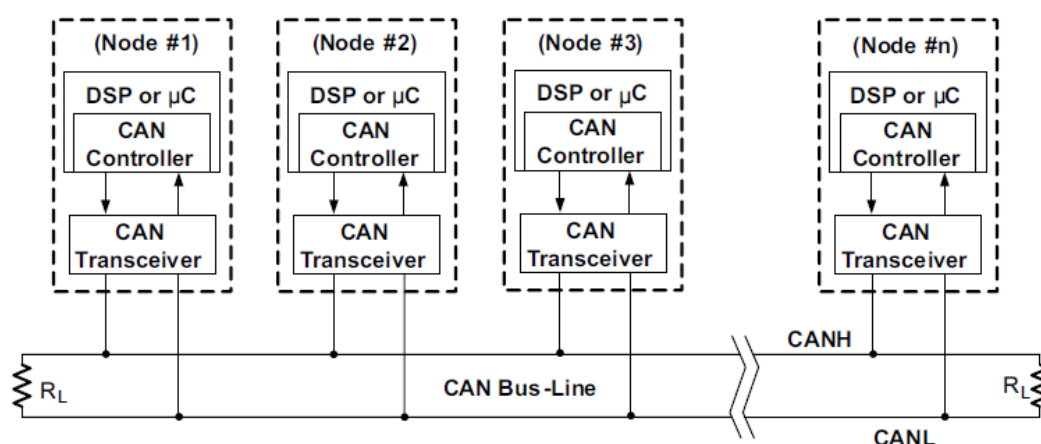 (Node #1)
DSP or µC
CAN
Controller
CAN
Transceiver
(Node #2)
DSP or µC
CAN
Controller
CAN
Transceiver
(Node #3)
DSP or µC
CAN
Controller
CAN
Transceiver
(Node #n)
DSP or µC
CAN
Controller
CAN
Transceiver
CANH
RL
CAN Bus-Line
RL
CANL